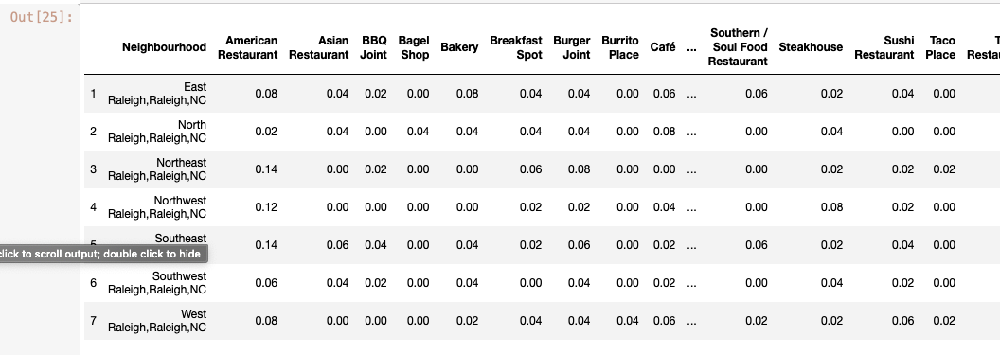 Out[25]:
Neighbourhood American Restaurant Asian Restaurant BBQ Joint Bagel Shop Bakery Breakfast Spot Burger Joint Burrito Place Café ... Southern / Soul Food Restaurant Steakhouse Sushi Restaurant Taco Place
1 East Raleigh,Raleigh,NC 0.08 0.04 0.02 0.00 0.08 0.04 0.04 0.00 0.06 ... 0.06 0.02 0.04 0.00
2 North Raleigh,Raleigh,NC 0.02 0.04 0.00 0.04 0.04 0.04 0.04 0.00 0.08 ... 0.00 0.04 0.00 0.00
3 Northeast Raleigh,Raleigh,NC 0.14 0.00 0.02 0.00 0.00 0.06 0.08 0.00 0.00 ... 0.00 0.02 0.02 0.02
4 Northwest Raleigh,Raleigh,NC 0.12 0.00 0.00 0.00 0.00 0.02 0.02 0.00 0.04 ... 0.00 0.08 0.02 0.00
Southeast 0.14 0.06 0.04 0.00 0.04 0.02 0.06 0.00 0.02 ... 0.06 0.02 0.04 0.00
click to scroll output; double click to hide
6 Southwest Raleigh,Raleigh,NC 0.06 0.04 0.02 0.00 0.04 0.00 0.04 0.00 0.02 ... 0.00 0.04 0.02 0.00
7 West Raleigh,Raleigh,NC 0.08 0.00 0.00 0.00 0.02 0.04 0.04 0.04 0.06 ... 0.02 0.02 0.06 0.02